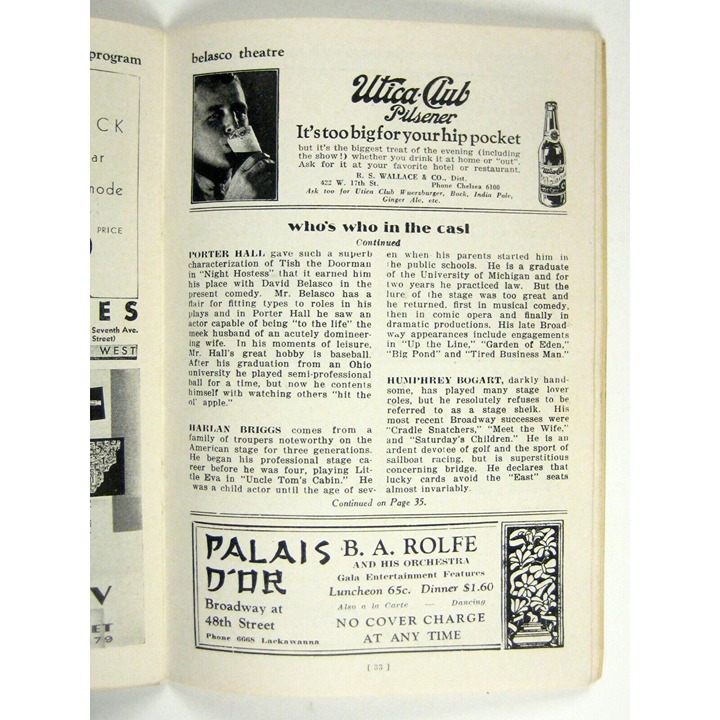 program
CK
ar
mode
PRICE
ES
Seventh Ave.
Street)
WEST
V
ET
79
belasco theatre
Utica-Club
Pilsener
It's too big for your hip pocket
but it's the biggest treat of the evening (including
the show!) whether you drink it at home or "out".
Ask for it at your favorite hotel or restaurant.
R. S. WALLACE & CO., Dist.
422 W. 17th St. Phone Chelsea 6100
Ask too for Utica Club Wuerzburger, Bock, India Pale,
Ginger Ale, etc.
who's who in the cast
Continued
PORTER HALL gave such a superb
characterization of Tish the Doorman
in "Night Hostess" that it earned him
his place with David Belasco in the
present comedy. Mr. Belasco has a
flair for fitting types to roles in his
plays and in Porter Hall he saw an
actor capable of being "to the life" the
meek husband of an acutely domineer-
ing wife. In his moments of leisure,
Mr. Hall's great hobby is baseball.
After his graduation from an Ohio
university he played semi-professional
ball for a time, but now he contents
himself with watching others "hit the
ol' apple."
HARLAN BRIGGS comes from a
family of troupers noteworthy on the
American stage for three generations.
He began his professional stage ca-
reer before he was four, playing Lit-
tle Eva in "Uncle Tom's Cabin." He
was a child actor until the age of sev-
en when his parents started him in
the public schools. He is a graduate
of the University of Michigan and for
two years he practiced law. But the
lure of the stage was too great and
he returned, first in musical comedy,
then in comic opera and finally in
dramatic productions. His late Broad-
way appearances include engagements
in "Up the Line," "Garden of Eden,"
"Big Pond" and "Tired Business Man."
HUMPHREY BOGART, darkly hand-
some, has played many stage lover
roles, but he resolutely refuses to be
referred to as a stage sheik. His
most recent Broadway successes were
"Cradle Snatchers," "Meet the Wife,"
and "Saturday's Children." He is an
ardent devotee of golf and the sport of
sailboat racing, but is superstitious
concerning bridge. He declares that
lucky cards avoid the "East" seats
almost invariably.
Continued on Page 35.
PALAIS
D'OR
Broadway at
48th Street
Phone 6668 Lackawanna
B. A. ROLFE
AND HIS ORCHESTRA
Gala Entertainment Features
Luncheon 65c. Dinner $1.60
Also a la Carte — Dancing
NO COVER CHARGE
AT ANY TIME
[ 33 ]